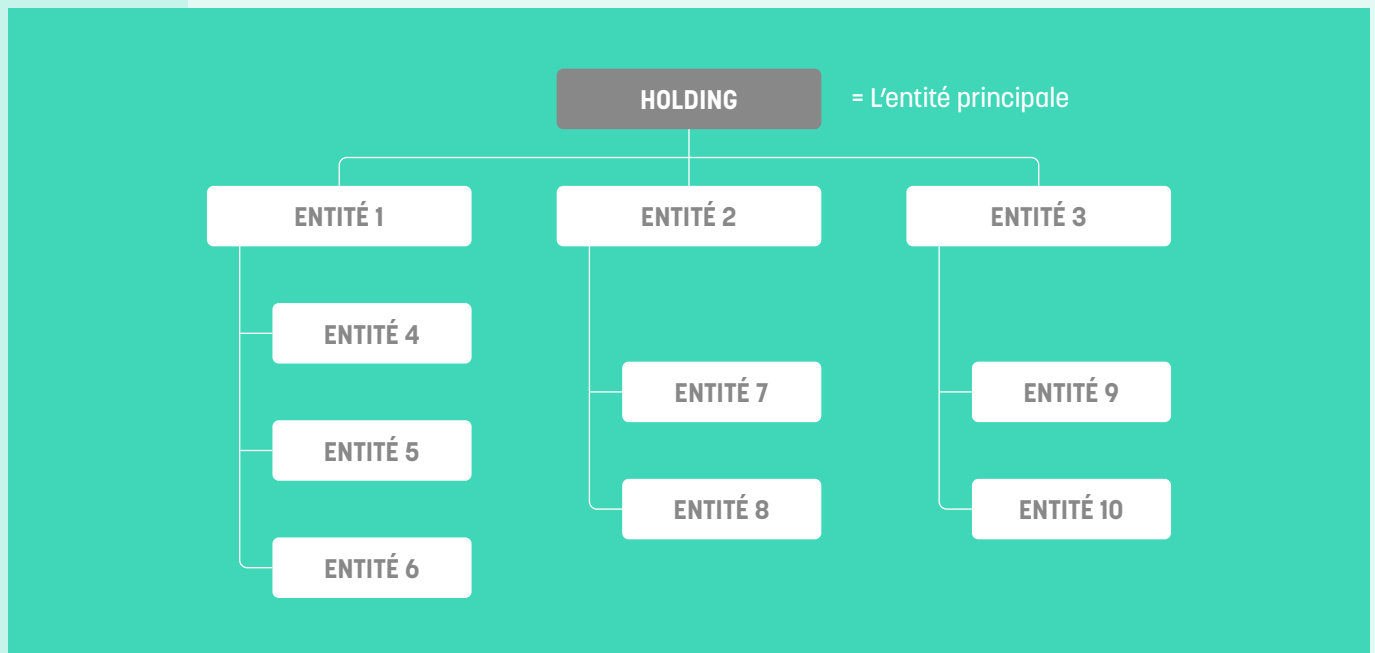 HOLDING
= L’entité principale
ENTITÉ 1
ENTITÉ 2
ENTITÉ 3
ENTITÉ 4
ENTITÉ 5
ENTITÉ 6
ENTITÉ 7
ENTITÉ 8
ENTITÉ 9
ENTITÉ 10